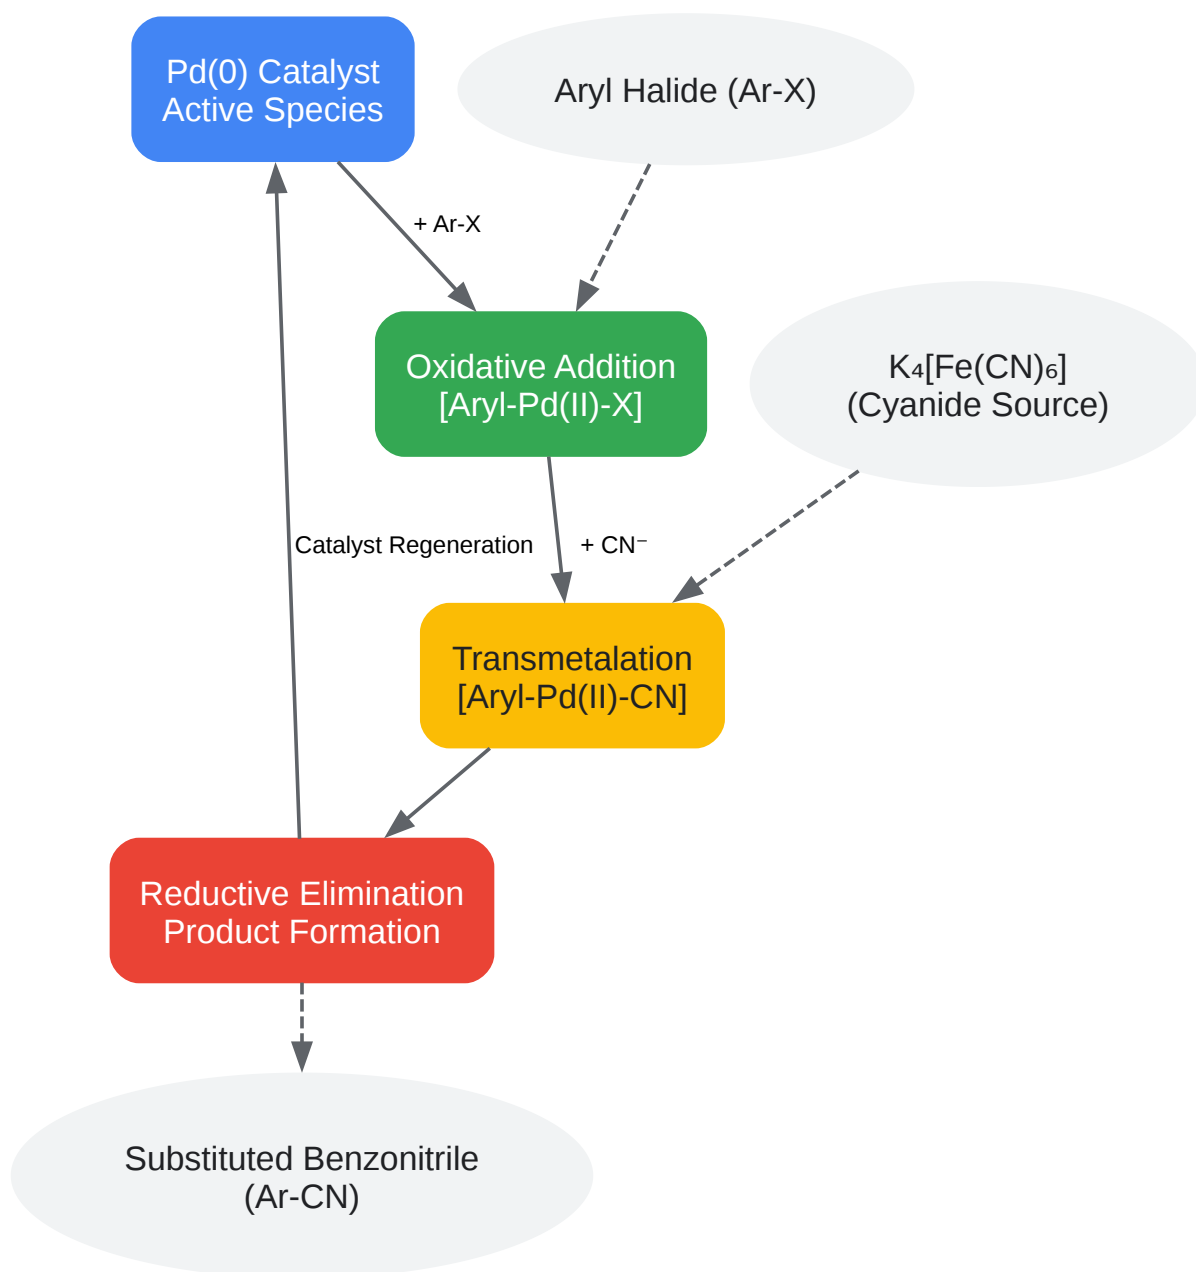 Pd(0) Catalyst
Active Species
Aryl Halide (Ar-X)
+ Ar-X
Oxidative Addition
[Aryl-Pd(II)-X]
K₄[Fe(CN)₆]
(Cyanide Source)
Catalyst Regeneration
+ CN⁻
Transmetalation
[Aryl-Pd(II)-CN]
Reductive Elimination
Product Formation
Substituted Benzonitrile
(Ar-CN)